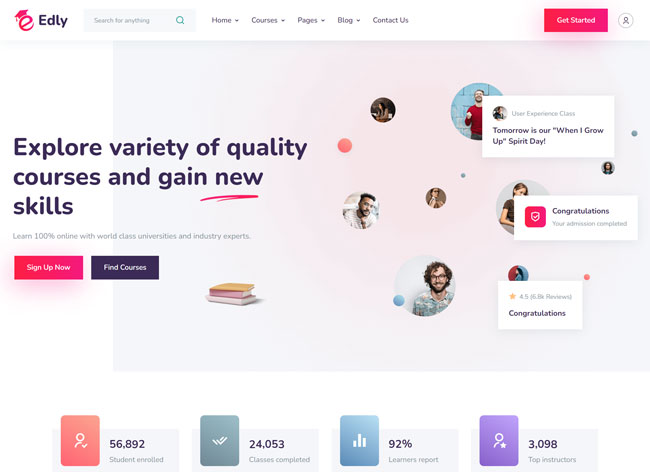 Edly
Search for anything
Home
Courses
Pages
Blog
Contact Us
Get Started
Explore variety of quality
courses and gain new
skills
Learn 100% online with world class universities and industry experts.
Sign Up Now
Find Courses
User Experience Class
Tomorrow is our "When I Grow
Up" Spirit Day!
Congratulations
Your admission completed
4.5 (6.8k Reviews)
Congratulations
56,892
Student enrolled
24,053
Classes completed
92%
Learners report
3,098
Top instructors